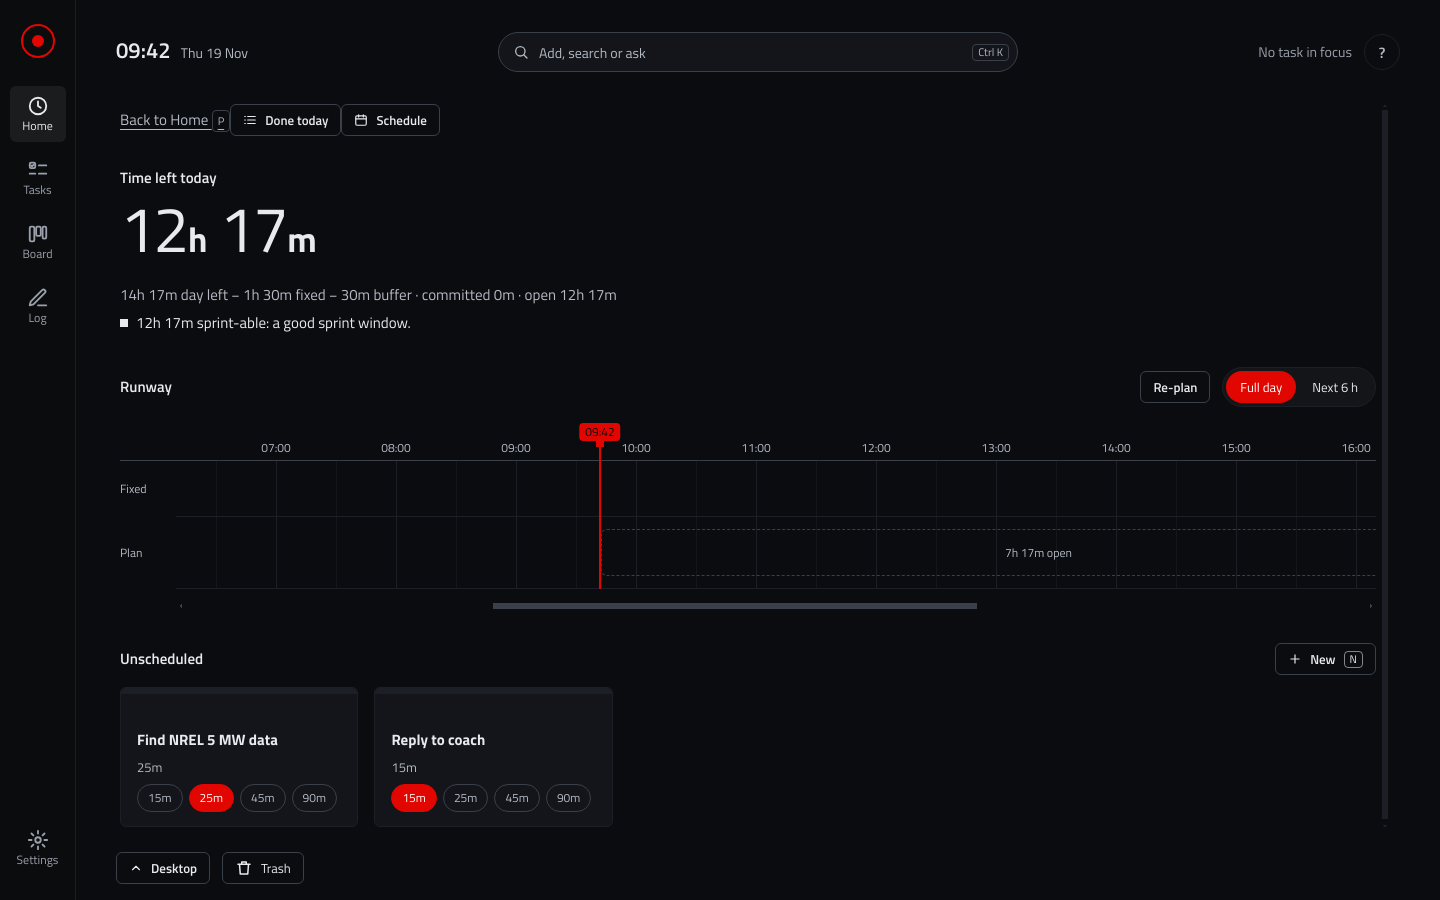 09:42 Thu 19 Nov
Add, search or ask
Ctrl K
No task in focus
?
Home
Tasks
Board
Log
Settings
Back to Home P
Done today
Schedule
Time left today
12h 17m
14h 17m day left – 1h 30m fixed – 30m buffer · committed 0m · open 12h 17m
12h 17m sprint-able: a good sprint window.
Runway
Re-plan
Full day
Next 6 h
09:42
07:00 08:00 09:00 10:00 11:00 12:00 13:00 14:00 15:00 16:00
Fixed
Plan
7h 17m open
Unscheduled
New N
Find NREL 5 MW data
25m
15m 25m 45m 90m
Reply to coach
15m
15m 25m 45m 90m
Desktop
Trash